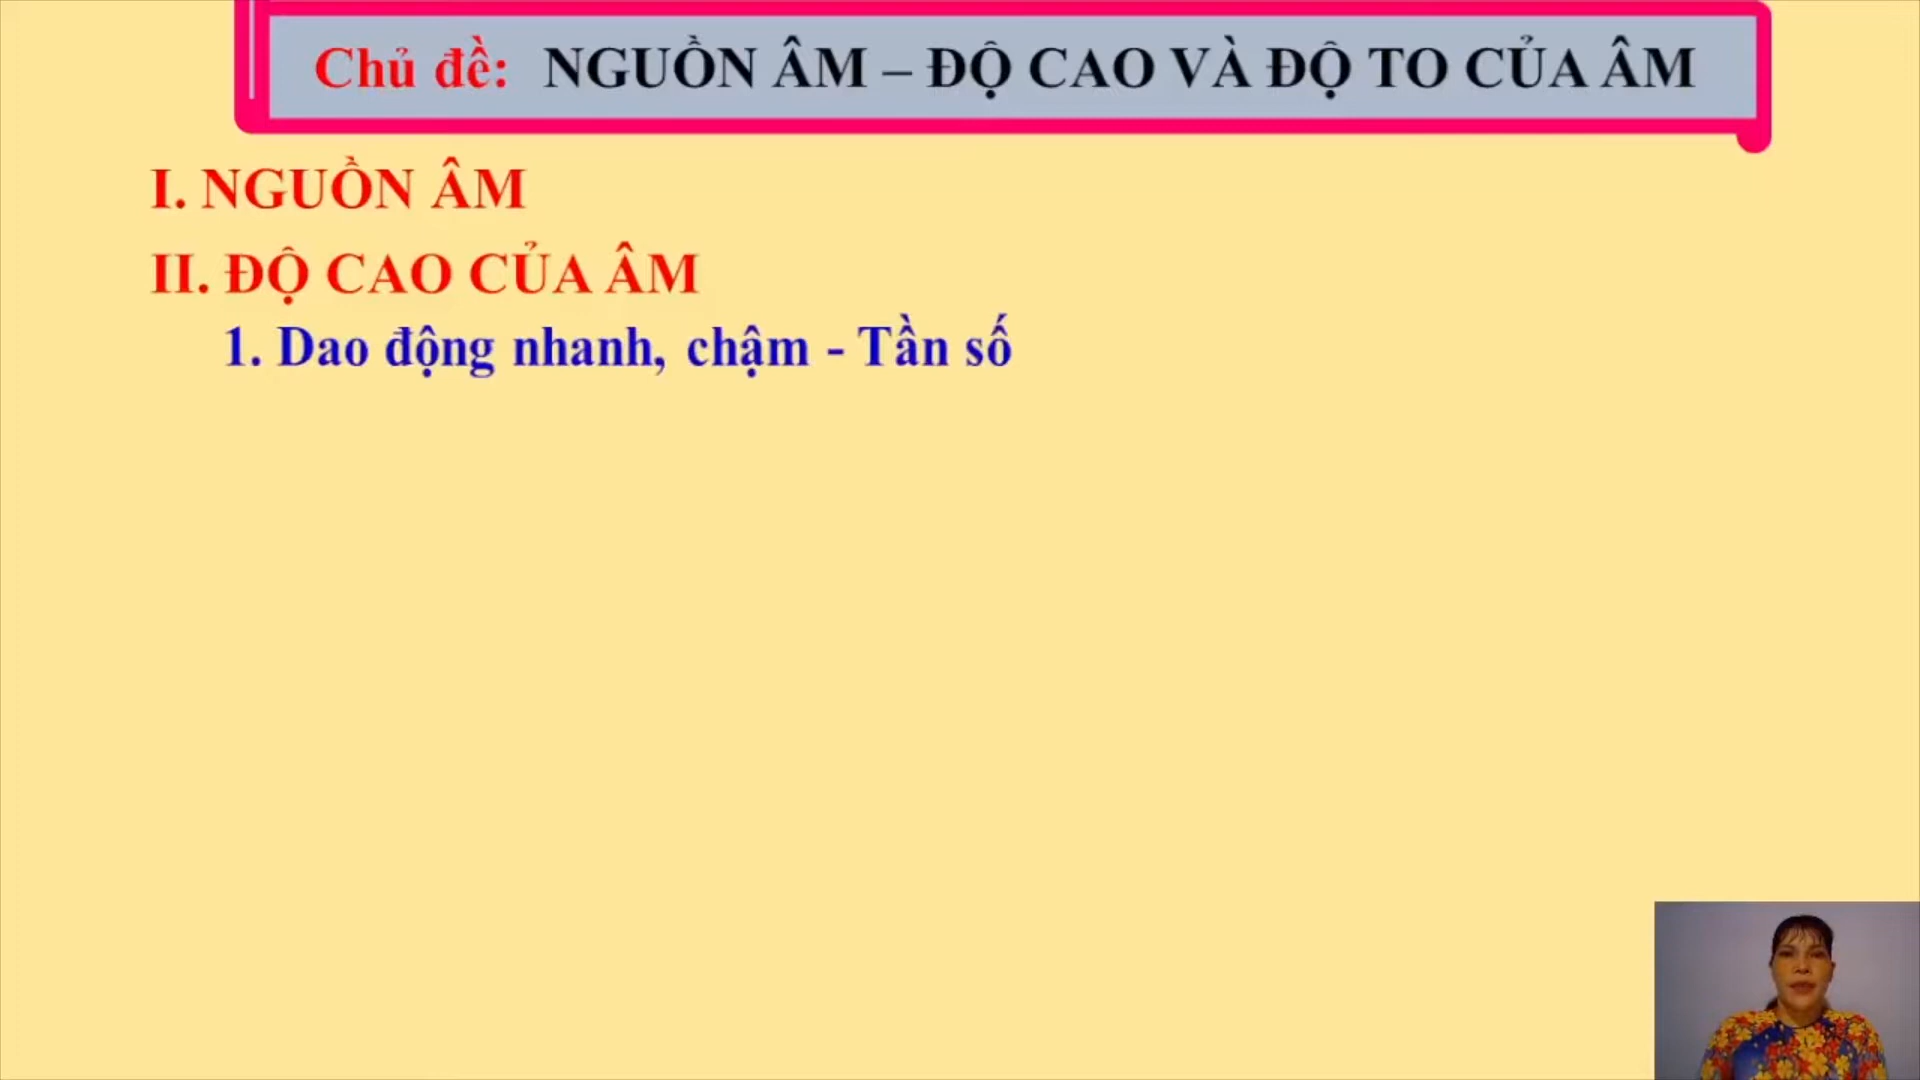 Chủ đề: NGUỒN ÂM – ĐỘ CAO VÀ ĐỘ TO CỦA ÂM
I. NGUỒN ÂM
II. ĐỘ CAO CỦA ÂM
1. Dao động nhanh, chậm - Tần số